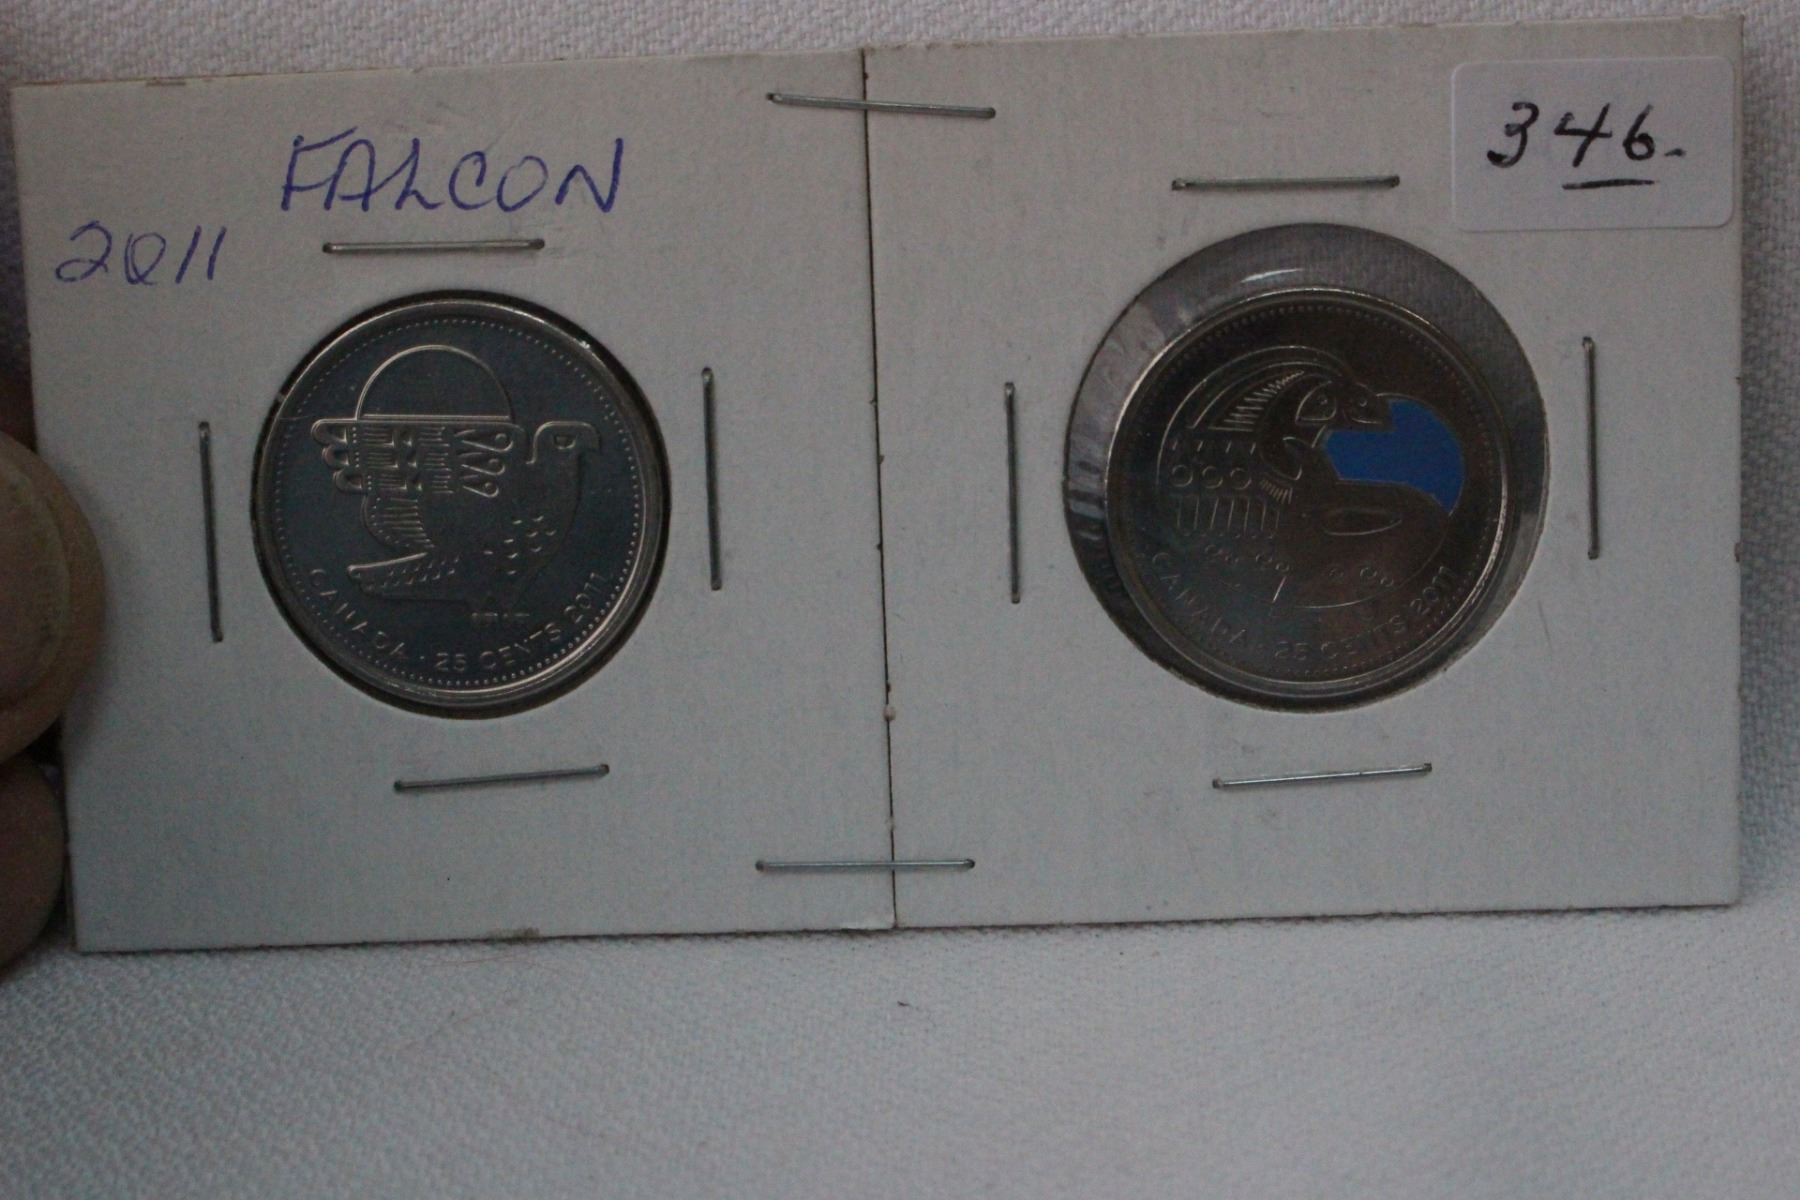 FALCON
2011
346.
CANADA · 25 CENTS 2011
CANADA · 25 CENTS 2011